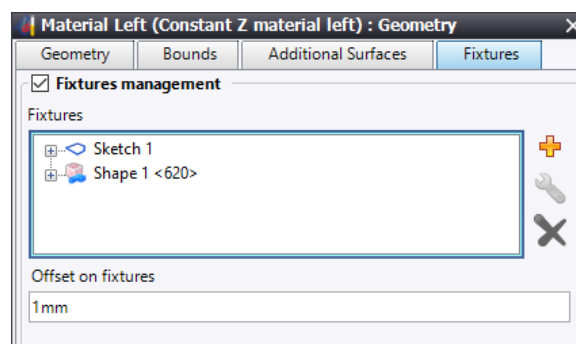 Material Left (Constant Z material left) : Geometry
Geometry Bounds Additional Surfaces Fixtures
Fixtures management
Fixtures
Sketch 1
Shape 1 <620>
Offset on fixtures
1mm